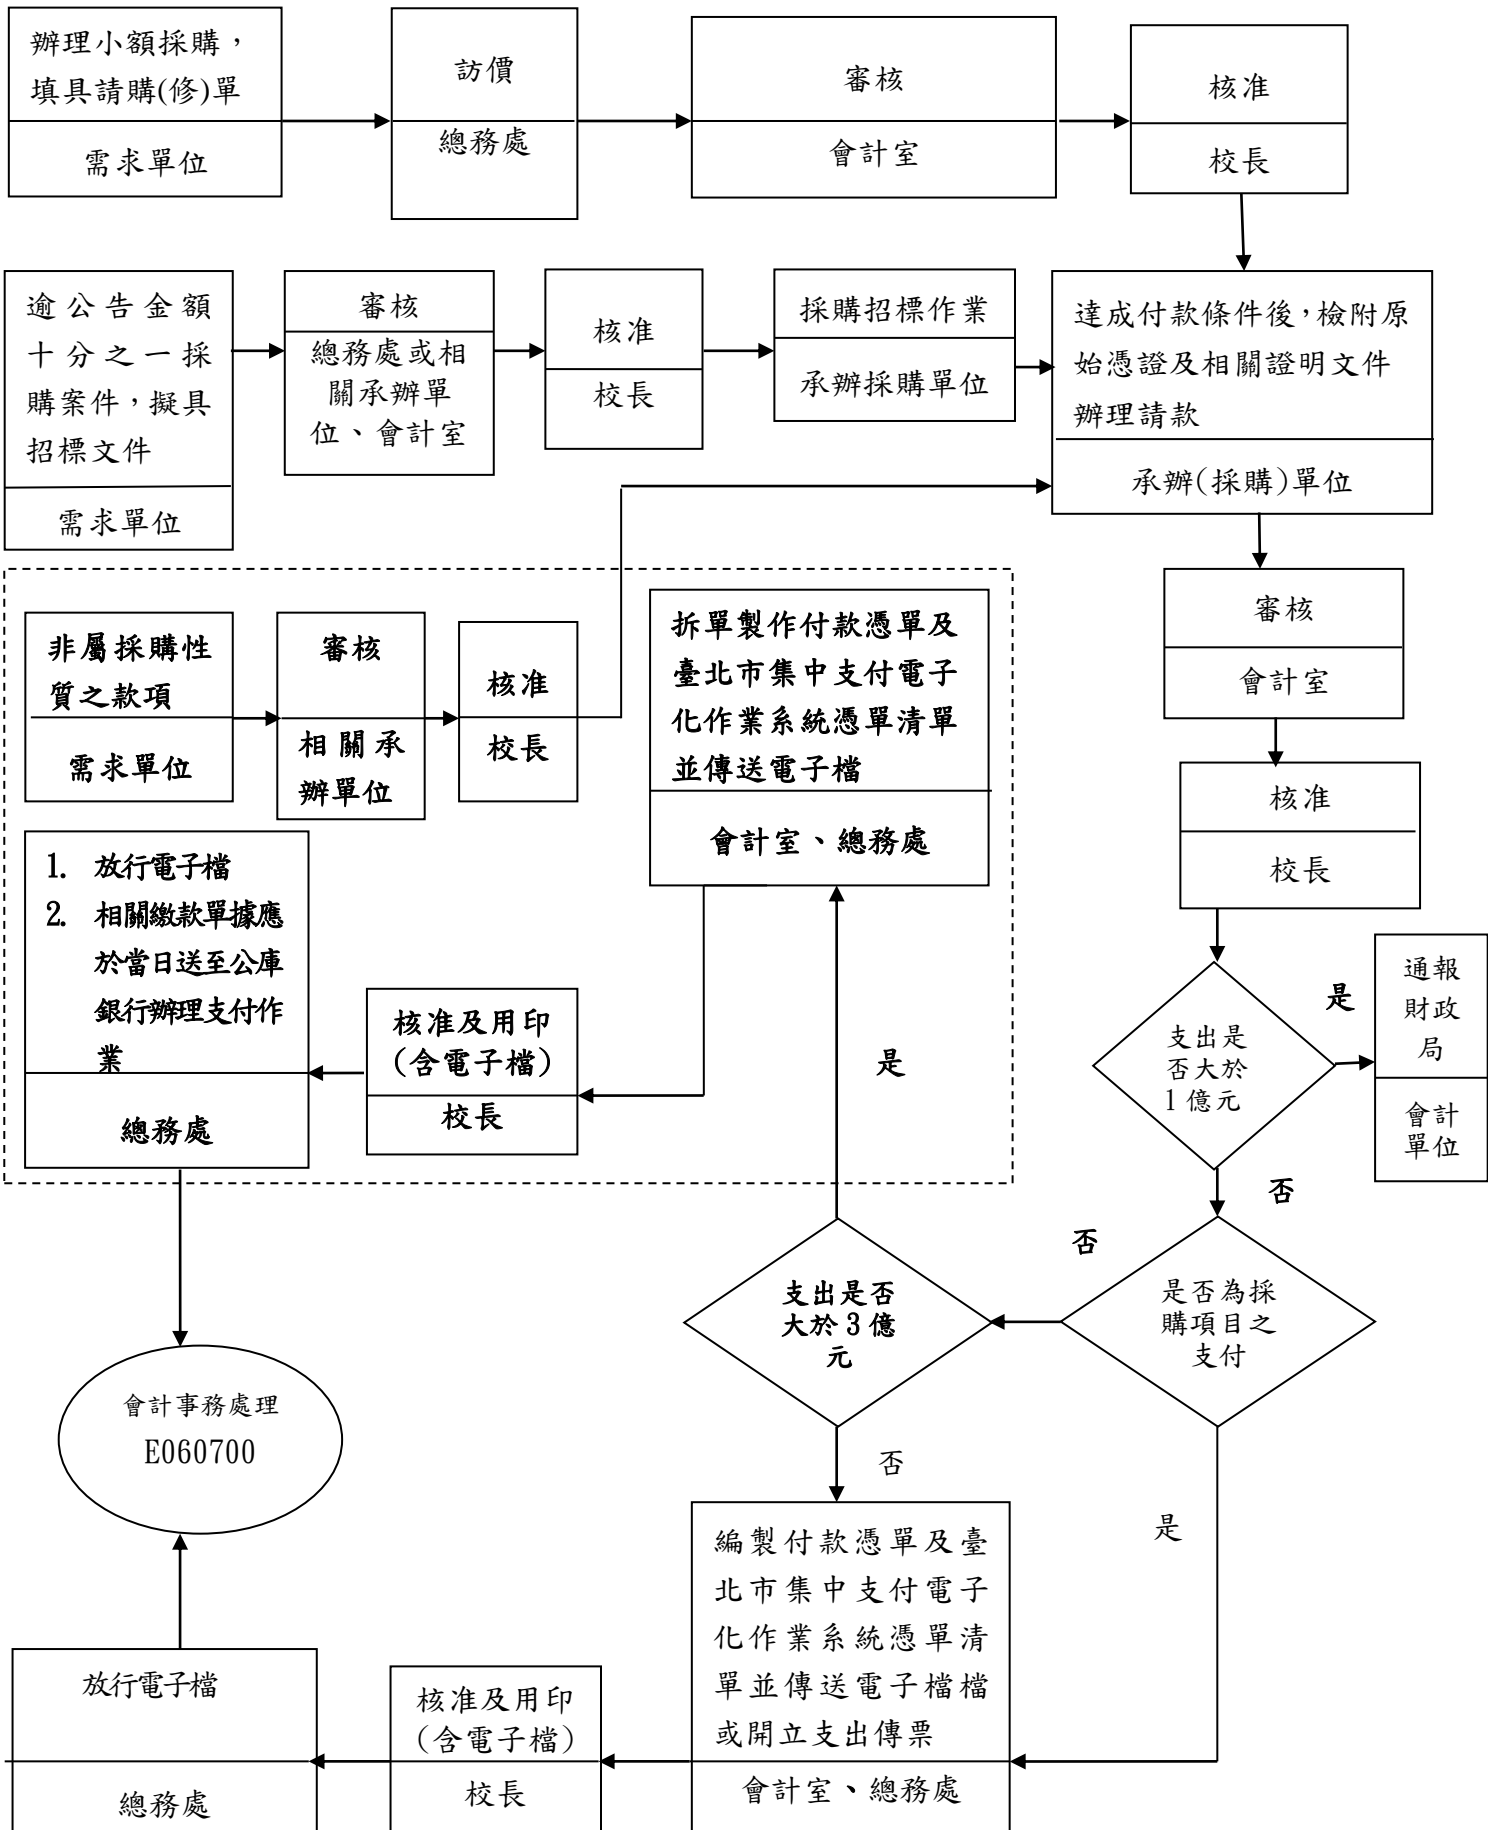 辦理小額採購，
填具請購(修)單
需求單位
訪價
總務處
審核
會計室
核准
校長
逾公告金額
十分之一採
購案件，擬具
招標文件
需求單位
審核
總務處或相
關承辦單
位、會計室
核准
校長
採購招標作業
承辦採購單位
達成付款條件後，檢附原
始憑證及相關證明文件
辦理請款
承辦(採購)單位
非屬採購性
質之款項
需求單位
審核
相關承
辦單位
核准
校長
拆單製作付款憑單及
臺北市集中支付電子
化作業系統憑單清單
並傳送電子檔
會計室、總務處
審核
會計室
核准
校長
1. 放行電子檔
2. 相關繳款單據應
於當日送至公庫
銀行辦理支付作
業
總務處
核准及用印
(含電子檔)
校長
是
支出是
否大於
1億元
是
通報
財政
局
會計
單位
否
否
支出是否
大於3億
元
是否為採
購項目之
支付
會計事務處理
E060700
否
是
編製付款憑單及臺
北市集中支付電子
化作業系統憑單清
單並傳送電子檔檔
或開立支出傳票
會計室、總務處
核准及用印
(含電子檔)
校長
放行電子檔
總務處